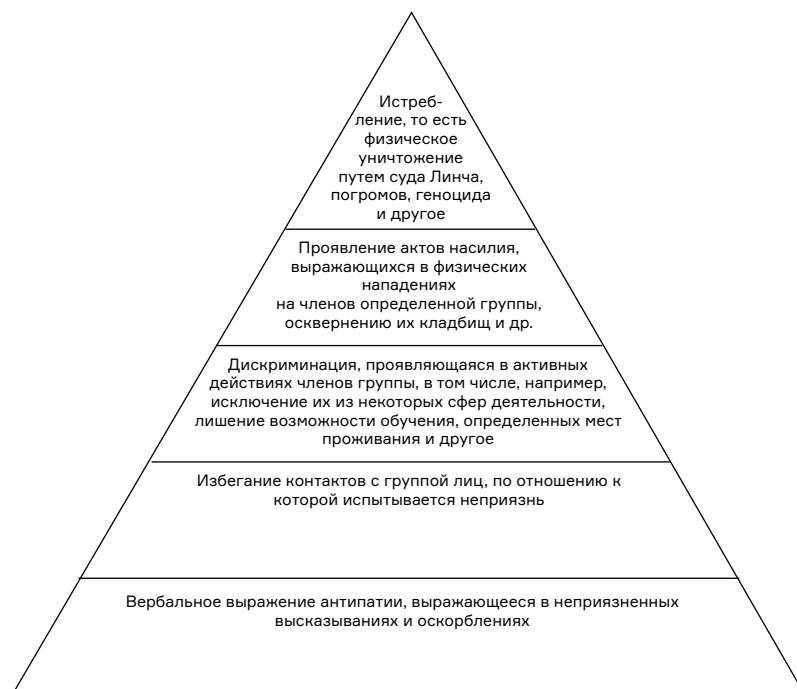 Истреб-
ление, то есть
физическое
уничтожение
путем суда Линча,
погромов, геноцида
и другое
Проявление актов насилия,
выражающихся в физических
нападениях
на членов определенной группы,
осквернению их кладбищ и др.
Дискриминация, проявляющаяся в активных
действиях членов группы, в том числе, например,
исключение их из некоторых сфер деятельности,
лишение возможности обучения, определенных мест
проживания и другое
Избегание контактов с группой лиц, по отношению к
которой испытывается неприязнь
Вербальное выражение антипатии, выражающееся в неприязненных
высказываниях и оскорблениях